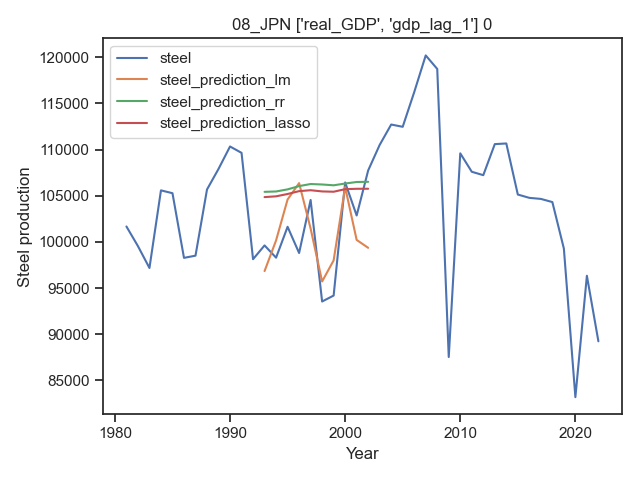 08_JPN ['real_GDP', 'gdp_lag_1'] 0
steel
steel_prediction_lm
steel_prediction_rr
steel_prediction_lasso
Steel production
120000
115000
110000
105000
100000
95000
90000
85000
1980
1990
2000
2010
2020
Year